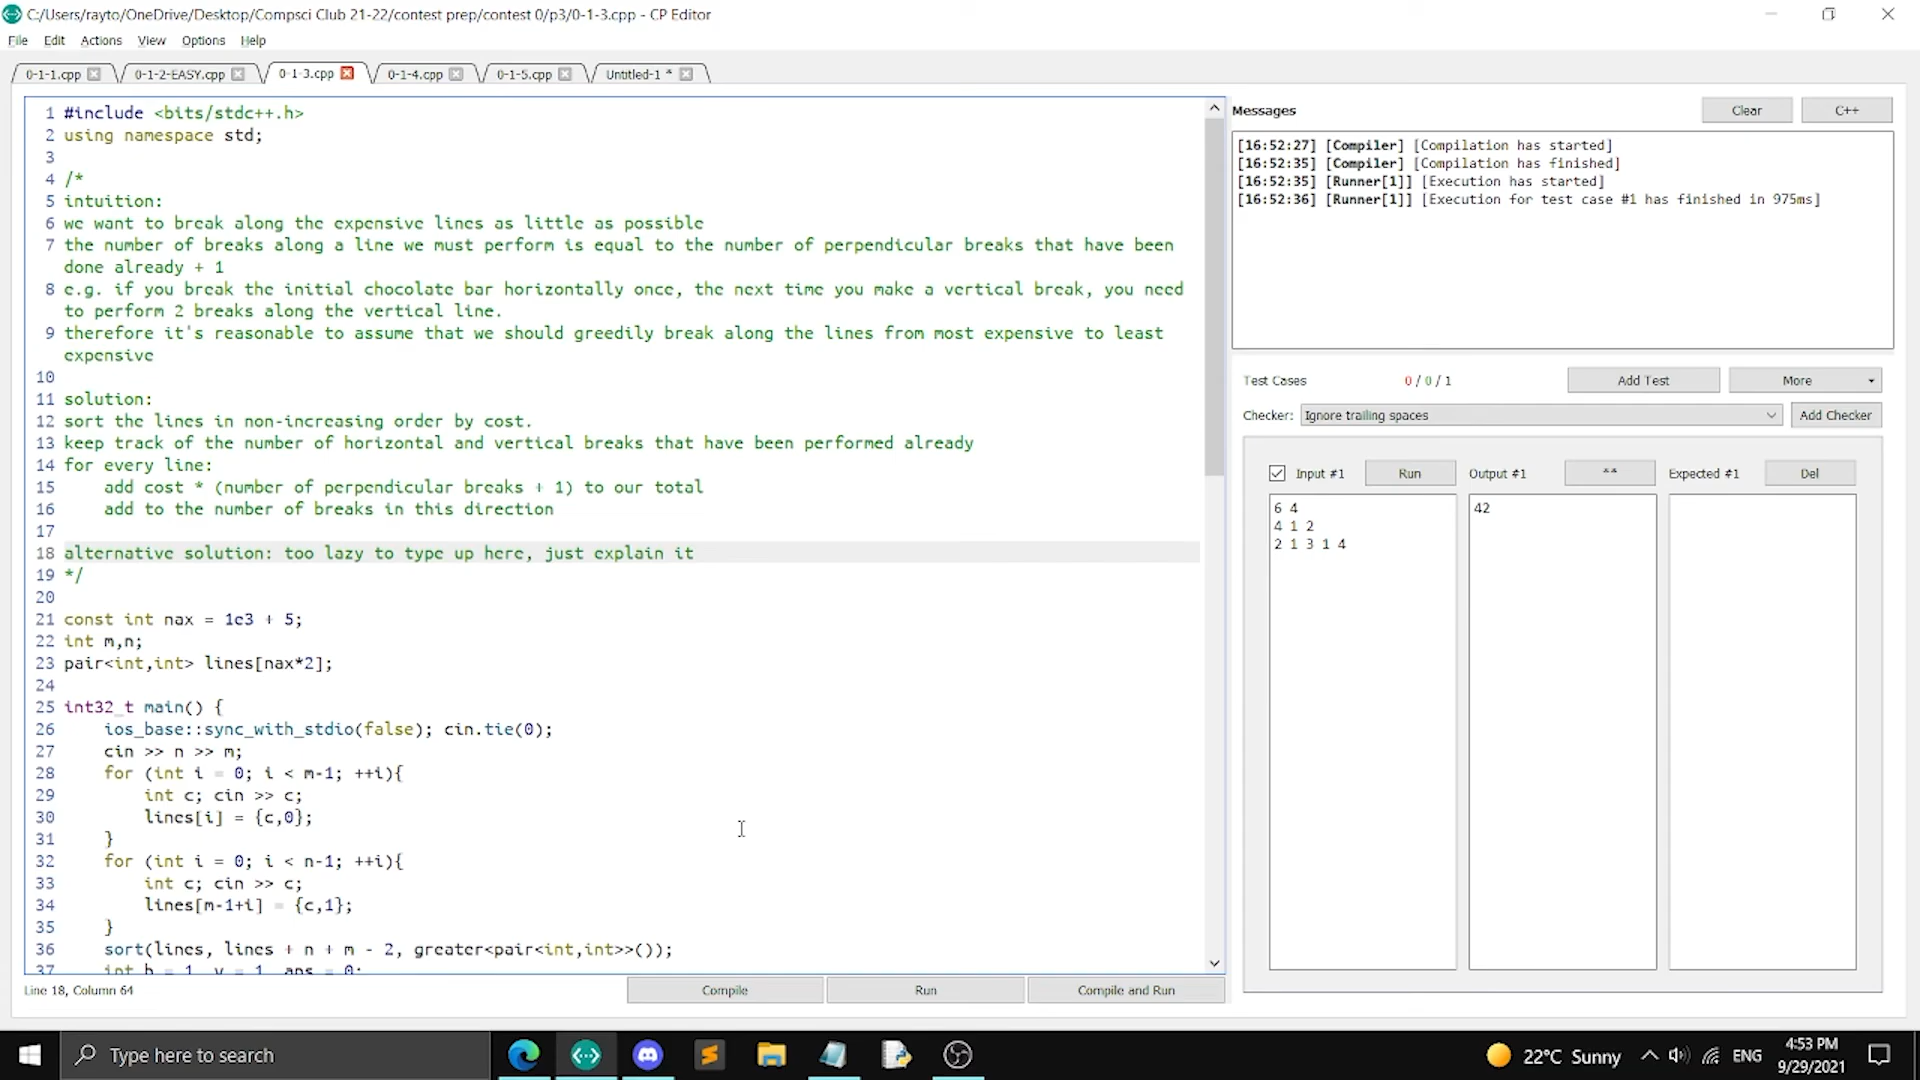 C:/Users/rayto/OneDrive/Desktop/Compsci Club 21-22/contest prep/contest 0/p3/0-1-3.cpp - CP Editor
File Edit Actions View Options Help
0-1-1.cpp 0-1-2-EASY.cpp 0-1-3.cpp 0-1-4.cpp 0-1-5.cpp Untitled-1 *
1 #include <bits/stdc++.h>
2 using namespace std;
3
4 /*
5 intuition:
6 we want to break along the expensive lines as little as possible
7 the number of breaks along a line we must perform is equal to the number of perpendicular breaks that have been
done already + 1
8 e.g. if you break the initial chocolate bar horizontally once, the next time you make a vertical break, you need
to perform 2 breaks along the vertical line.
9 therefore it's reasonable to assume that we should greedily break along the lines from most expensive to least
expensive
10
11 solution:
12 sort the lines in non-increasing order by cost.
13 keep track of the number of horizontal and vertical breaks that have been performed already
14 for every line:
15 add cost * (number of perpendicular breaks + 1) to our total
16 add to the number of breaks in this direction
17
18 alternative solution: too lazy to type up here, just explain it
19 */
20
21 const int nax = 1e3 + 5;
22 int m,n;
23 pair<int,int> lines[nax*2];
24
25 int32_t main() {
26 ios_base::sync_with_stdio(false); cin.tie(0);
27 cin >> n >> m;
28 for (int i = 0; i < m-1; ++i){
29 int c; cin >> c;
30 lines[i] = {c,0};
31 }
32 for (int i = 0; i < n-1; ++i){
33 int c; cin >> c;
34 lines[m-1+i] = {c,1};
35 }
36 sort(lines, lines + n + m - 2, greater<pair<int,int>>());
37 int h = 1, v = 1, ans = 0;
Line 18, Column 64
Compile Run Compile and Run
Messages Clear C++
[16:52:27] [Compiler] [Compilation has started]
[16:52:35] [Compiler] [Compilation has finished]
[16:52:35] [Runner[1]] [Execution has started]
[16:52:36] [Runner[1]] [Execution for test case #1 has finished in 975ms]
Test Cases 0 / 0 / 1 Add Test More
Checker: Ignore trailing spaces Add Checker
Input #1 Run Output #1 ** Expected #1 Del
6 4
4 1 2
2 1 3 1 4
42
Type here to search
22°C Sunny ENG
4:53 PM
9/29/2021